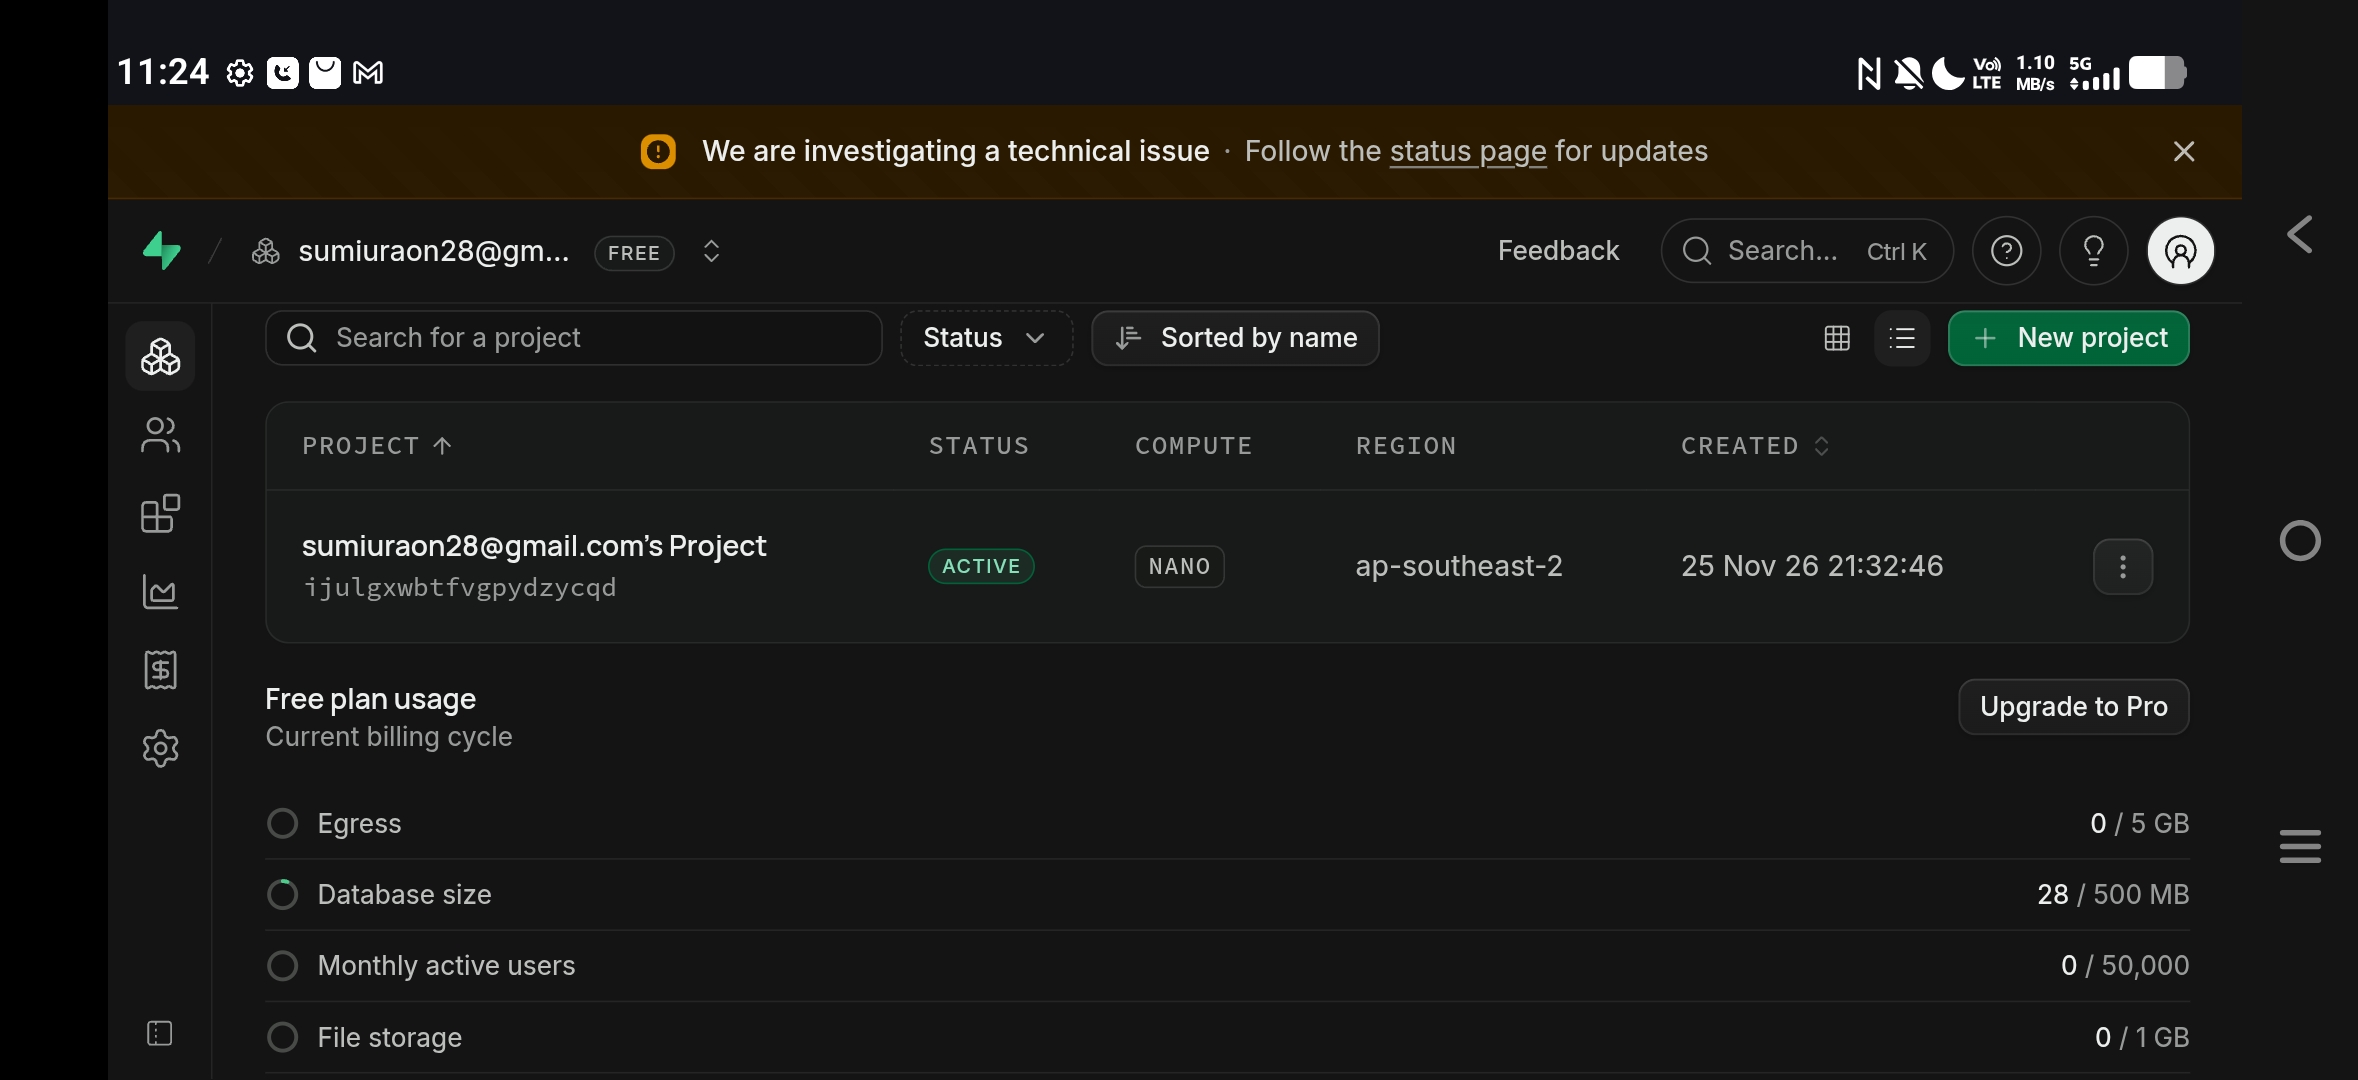 11:24 Vo) LTE 1.10 MB/s 5G
We are investigating a technical issue · Follow the status page for updates
sumiuraon28@gm... FREE Feedback Search... Ctrl K
Search for a project Status Sorted by name New project
PROJECT STATUS COMPUTE REGION CREATED
sumiuraon28@gmail.com’s Project ACTIVE NANO ap-southeast-2 25 Nov 26 21:32:46
ijulgxwbtfvgpydzycqd
Free plan usage Upgrade to Pro
Current billing cycle
Egress 0 / 5 GB
Database size 28 / 500 MB
Monthly active users 0 / 50,000
File storage 0 / 1 GB